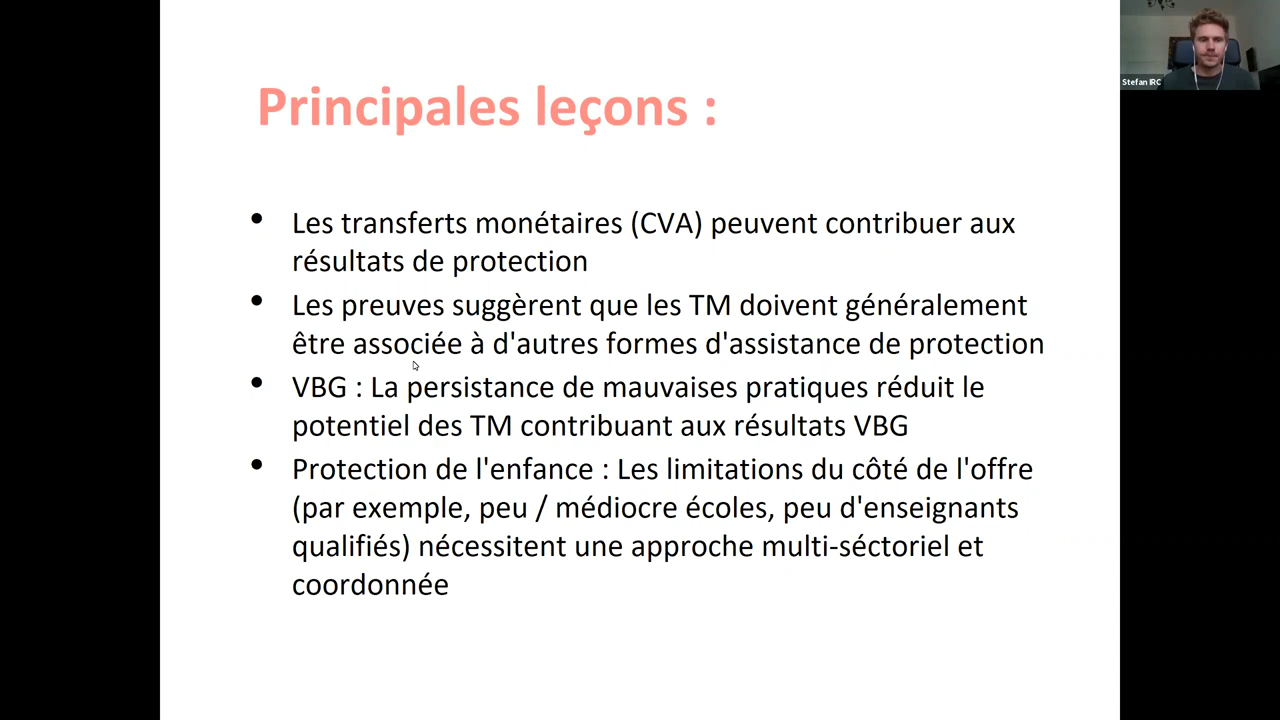 Principales leçons :
• Les transferts monétaires (CVA) peuvent contribuer aux
résultats de protection
• Les preuves suggèrent que les TM doivent généralement
être associée à d'autres formes d'assistance de protection
• VBG : La persistance de mauvaises pratiques réduit le
potentiel des TM contribuant aux résultats VBG
• Protection de l'enfance : Les limitations du côté de l'offre
(par exemple, peu / médiocre écoles, peu d'enseignants
qualifiés) nécessitent une approche multi-séctoriel et
coordonnée
Stefan IRC